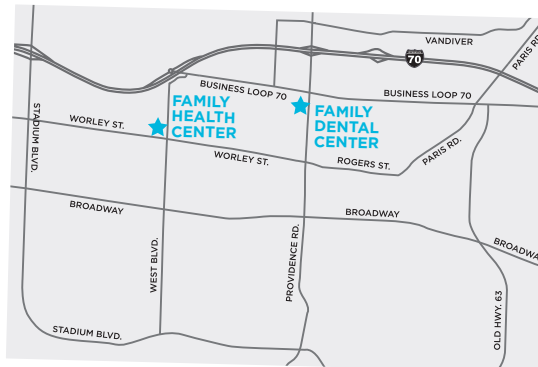 VANDIVER
PARIS RD.
70
BUSINESS LOOP 70
BUSINESS LOOP 70
STADIUM BLVD.
FAMILY
HEALTH
CENTER
FAMILY
DENTAL
CENTER
WORLEY ST.
WORLEY ST.
ROGERS ST.
PARIS RD.
BROADWAY
BROADWAY
BROADWA
WEST BLVD.
PROVIDENCE RD.
OLD HWY. 63
STADIUM BLVD.